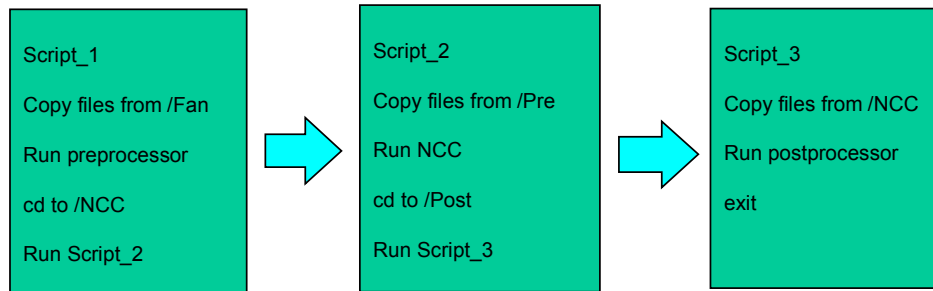 Script_1
Copy files from /Fan
Run preprocessor
cd to /NCC
Run Script_2
Script_2
Copy files from /Pre
Run NCC
cd to /Post
Run Script_3
Script_3
Copy files from /NCC
Run postprocessor
exit